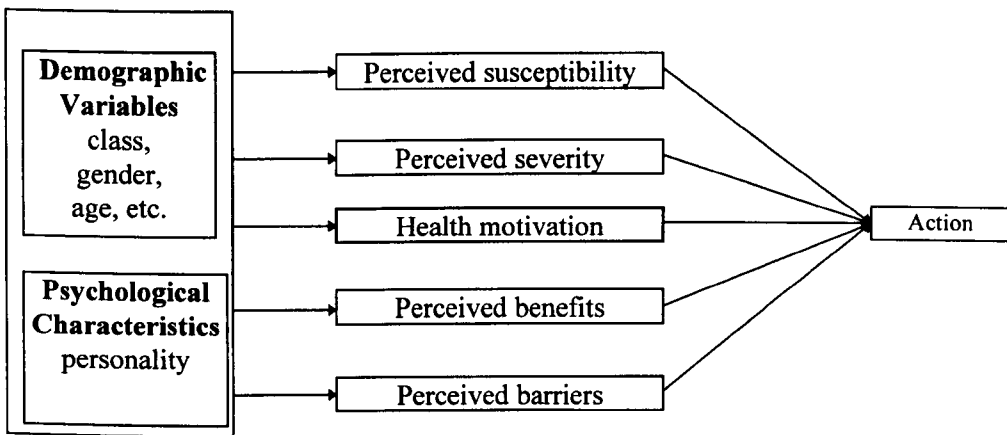 Demographic
Variables
class,
gender,
age, etc.
Psychological
Characteristics
personality
Perceived susceptibility
Perceived severity
Health motivation
Perceived benefits
Perceived barriers
Action